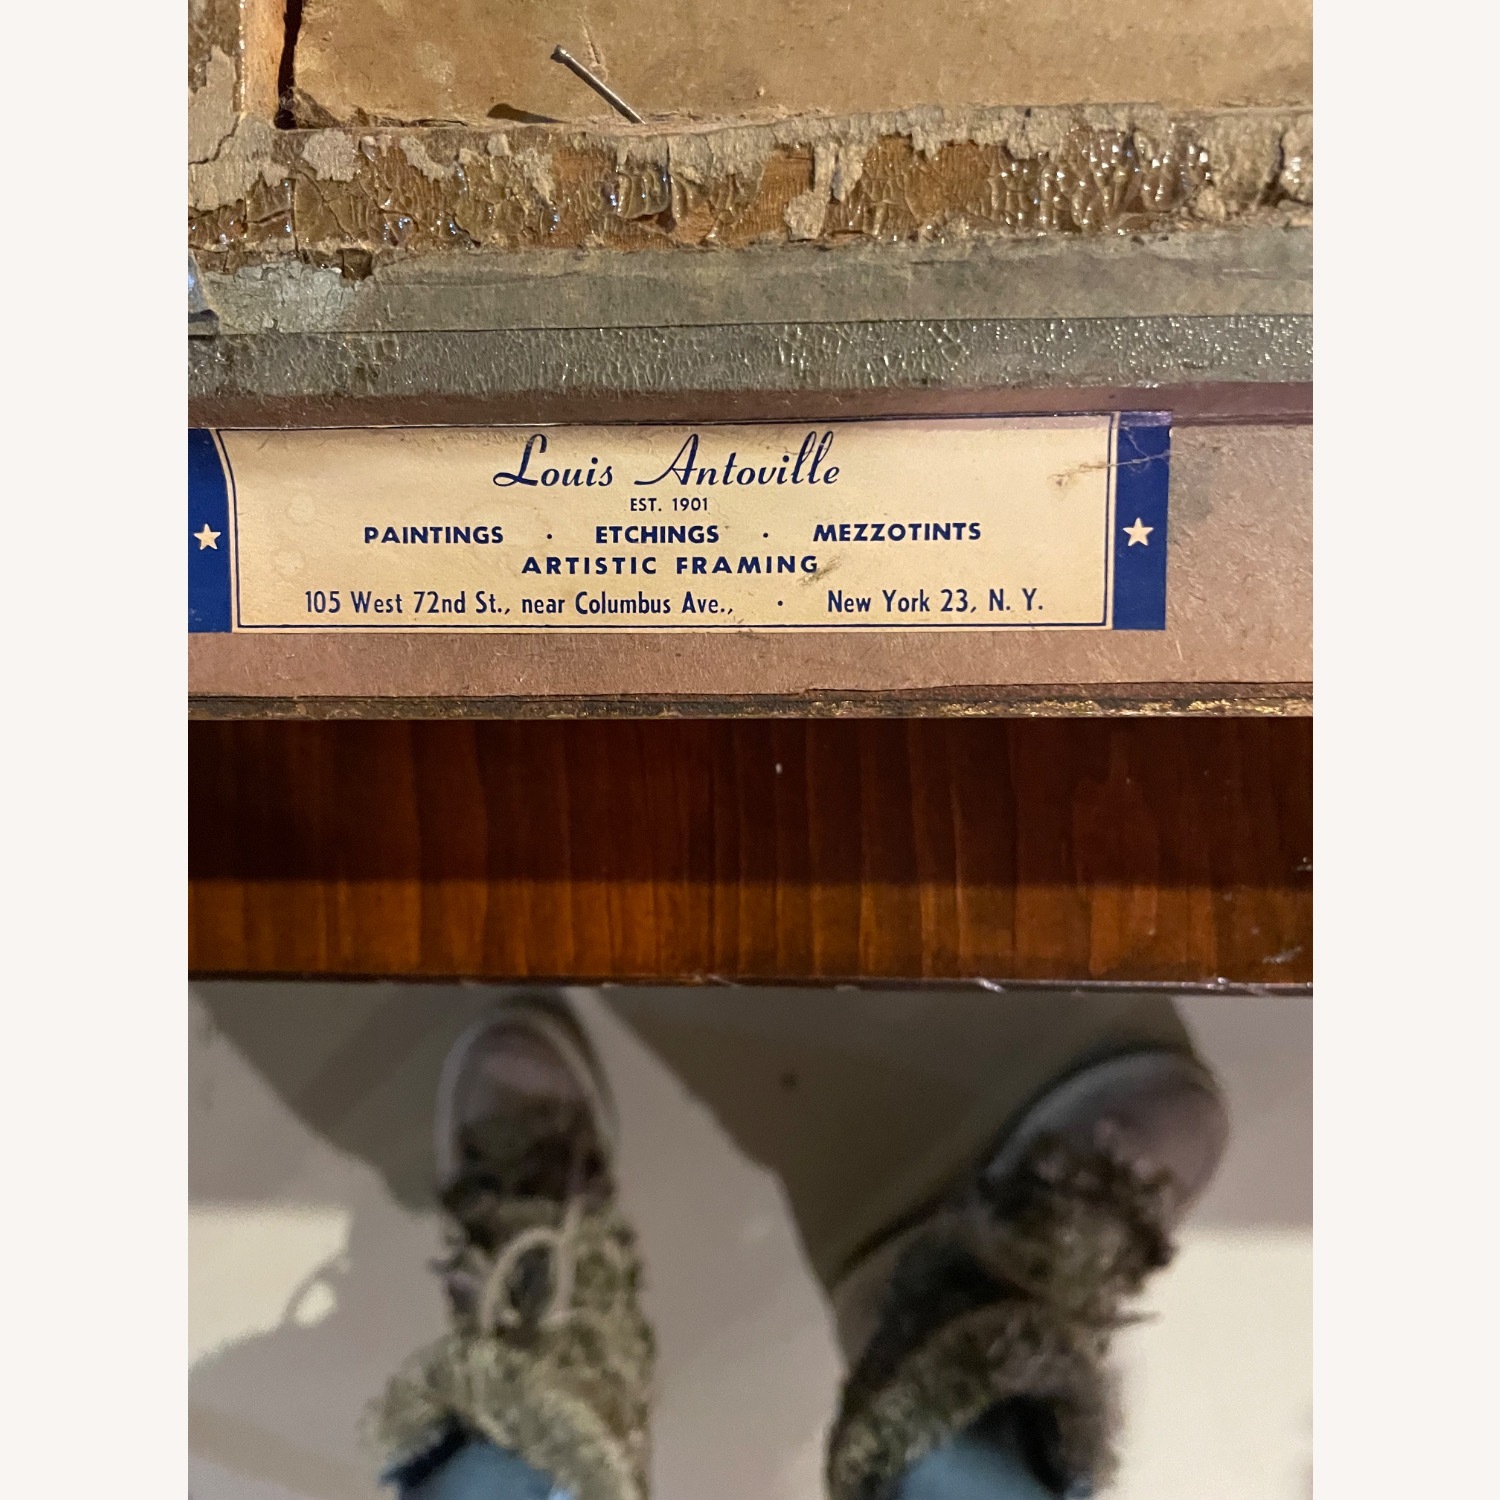 Louis Antoville
EST. 1901
PAINTINGS · ETCHINGS · MEZZOTINTS
ARTISTIC FRAMING
105 West 72nd St., near Columbus Ave., · New York 23, N. Y.